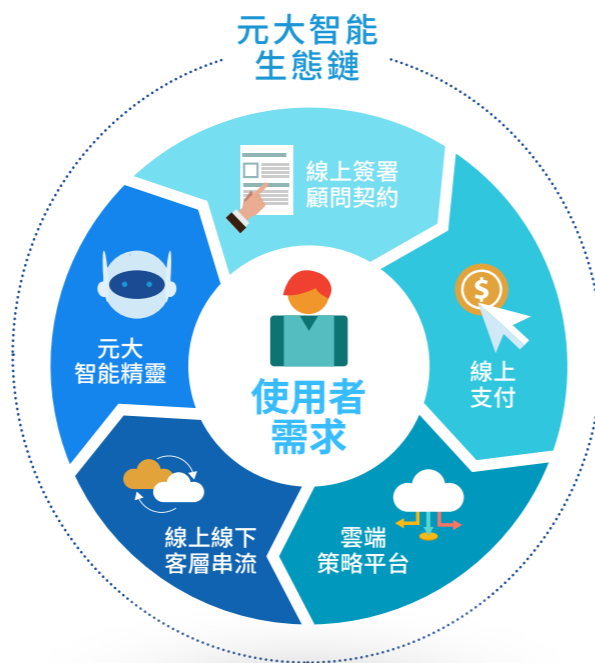 元大智能
生態鏈
線上簽署
顧問契約
線上
支付
雲端
策略平台
線上線下
客層串流
元大
智能精靈
使用者
需求
$